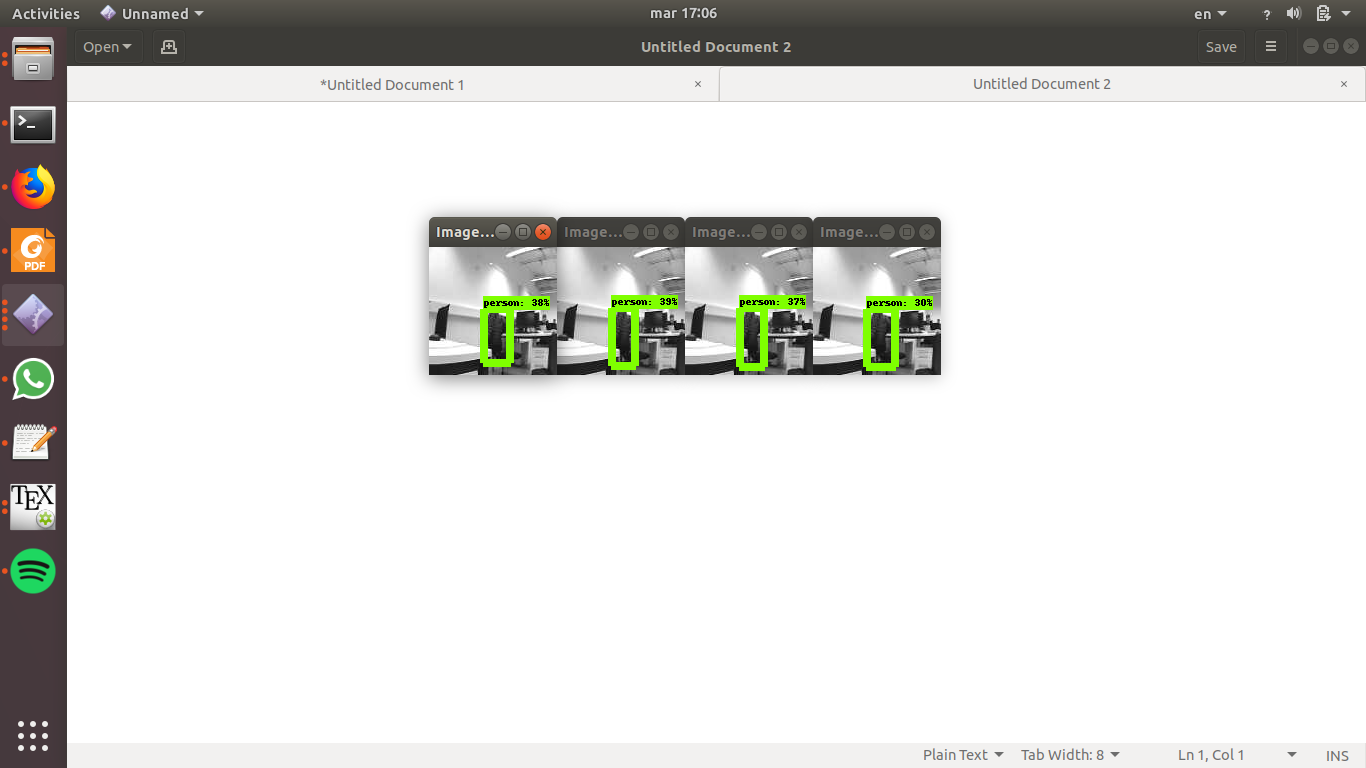 Activities Unnamed mar 17:06 en ?
Open Untitled Document 2 Save
*Untitled Document 1 × Untitled Document 2 ×
Image... Image... Image... Image...
person: 38% person: 39% person: 37% person: 30%
>_
PDF
TEX
Plain Text Tab Width: 8 Ln 1, Col 1 INS